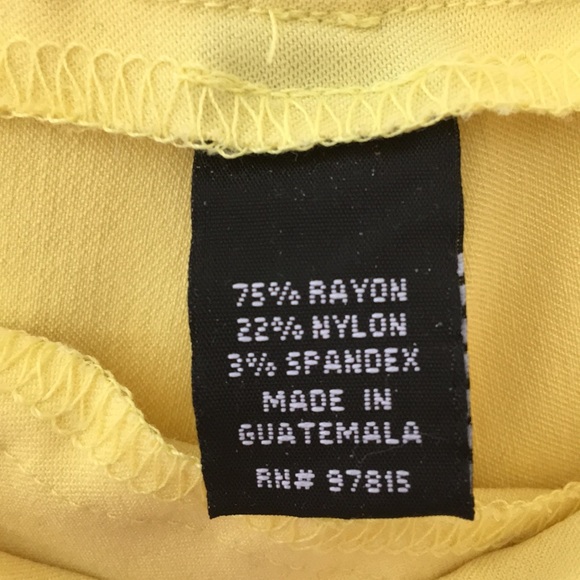 75% RAYON
22% NYLON
3% SPANDEX
MADE IN
GUATEMALA
RN# 97815